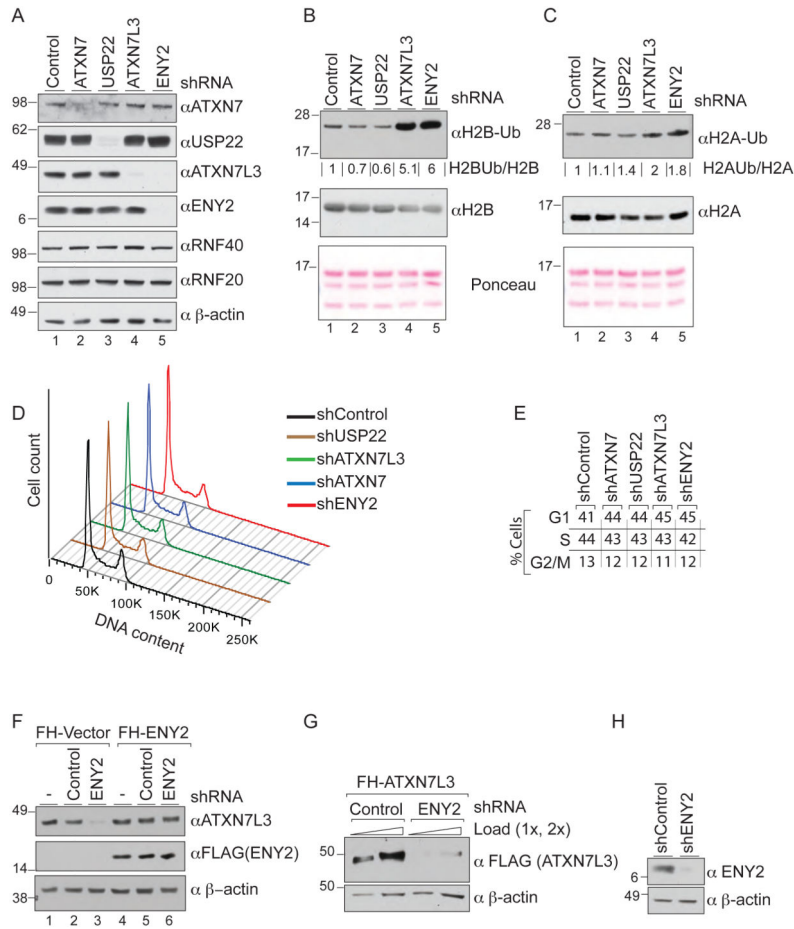 A
Control
ATXN7
USP22
ATXN7L3
ENY2
shRNA
98
αATXN7
62
αUSP22
49
αATXN7L3
αENY2
6
αRNF40
98
αRNF20
98
49
α β-actin
1 2 3 4 5
B
Control
ATXN7
USP22
ATXN7L3
ENY2
shRNA
28
αH2B-Ub
17
1 0.7 0.6 5.1 6 H2BUb/H2B
17
αH2B
14
17
Ponceau
1 2 3 4 5
C
Control
ATXN7
USP22
ATXN7L3
ENY2
shRNA
28
αH2A-Ub
1 1.1 1.4 2 1.8 H2AUb/H2A
17
αH2A
17
1 2 3 4 5
D
Cell count
0 50K 100K 150K 200K 250K
DNA content
shControl
shUSP22
shATXN7L3
shATXN7
shENY2
E
shControl
shATXN7
shUSP22
shATXN7L3
shENY2
% Cells
G1 41 44 44 45 45
S 44 43 43 43 42
G2/M 13 12 12 11 12
F
FH-Vector FH-ENY2
- Control ENY2 - Control ENY2
shRNA
49
αATXN7L3
αFLAG(ENY2)
14
α β-actin
38
1 2 3 4 5 6
G
FH-ATXN7L3
Control ENY2 shRNA
Load (1x, 2x)
50
α FLAG (ATXN7L3)
50
α β-actin
H
shControl
shENY2
6
α ENY2
49
α β-actin